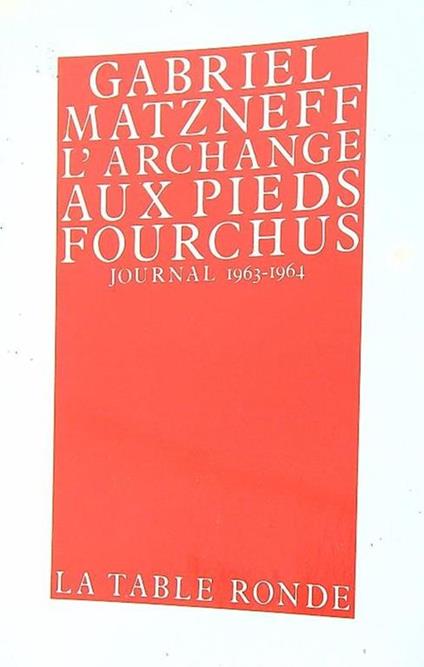 GABRIEL
MATZNEFF
L'ARCHANGE
AUX PIEDS
FOURCHUS
JOURNAL 1963-1964
LA TABLE RONDE